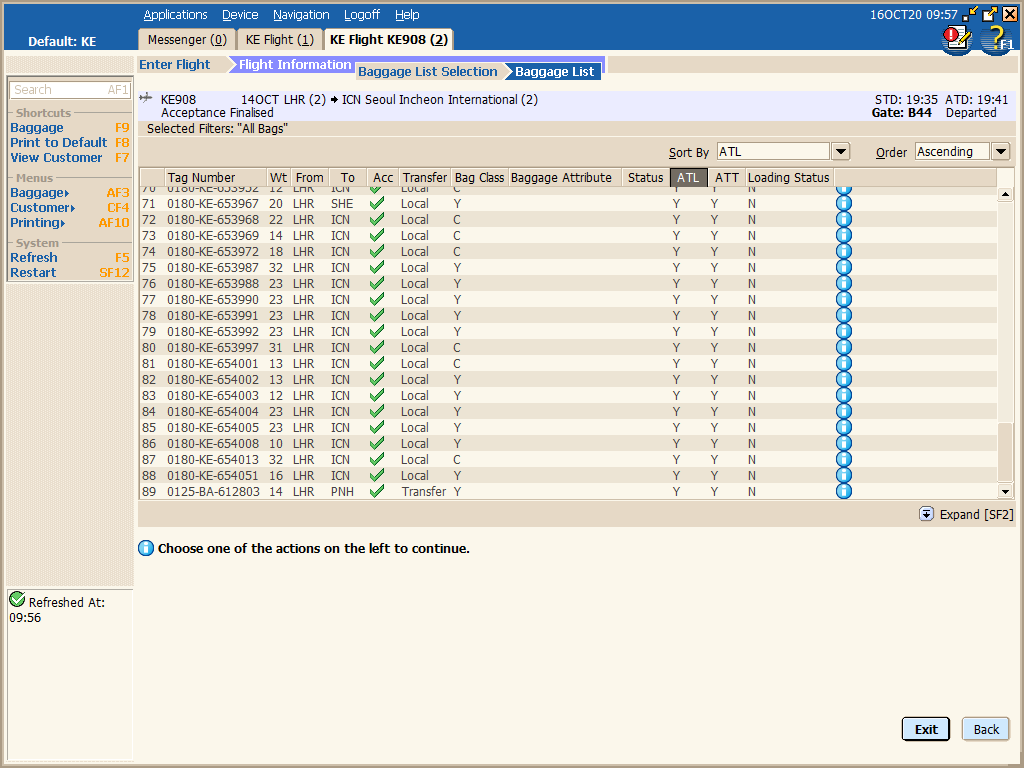 Applications Device Navigation Logoff Help 16OCT20 09:57
Default: KE Messenger (0) KE Flight (1) KE Flight KE908 (2) ? F1
Enter Flight Flight Information Baggage List Selection Baggage List
Search AF1
Shortcuts
Baggage F9
Print to Default F8
View Customer F7
Menus
Baggage AF3
Customer CF4
Printing AF10
System
Refresh F5
Restart SF12
KE908 14OCT LHR (2) ICN Seoul Incheon International (2) STD: 19:35 ATD: 19:41
Acceptance Finalised Gate: B44 Departed
Selected Filters: "All Bags"
Sort By ATL Order Ascending
Tag Number Wt From To Acc Transfer Bag Class Baggage Attribute Status ATL ATT Loading Status
70 0180-KE-653952 12 LHR ICN Local C Y Y N
71 0180-KE-653967 20 LHR SHE Local Y Y Y N
72 0180-KE-653968 22 LHR ICN Local C Y Y N
73 0180-KE-653969 14 LHR ICN Local C Y Y N
74 0180-KE-653972 18 LHR ICN Local C Y Y N
75 0180-KE-653987 32 LHR ICN Local Y Y Y N
76 0180-KE-653988 23 LHR ICN Local Y Y Y N
77 0180-KE-653990 23 LHR ICN Local Y Y Y N
78 0180-KE-653991 23 LHR ICN Local Y Y Y N
79 0180-KE-653992 23 LHR ICN Local Y Y Y N
80 0180-KE-653997 31 LHR ICN Local C Y Y N
81 0180-KE-654001 13 LHR ICN Local C Y Y N
82 0180-KE-654002 13 LHR ICN Local Y Y Y N
83 0180-KE-654003 12 LHR ICN Local Y Y Y N
84 0180-KE-654004 23 LHR ICN Local Y Y Y N
85 0180-KE-654005 23 LHR ICN Local Y Y Y N
86 0180-KE-654008 10 LHR ICN Local Y Y Y N
87 0180-KE-654013 32 LHR ICN Local C Y Y N
88 0180-KE-654051 16 LHR ICN Local Y Y Y N
89 0125-BA-612803 14 LHR PNH Transfer Y Y Y N
Expand [SF2]
Choose one of the actions on the left to continue.
Refreshed At:
09:56
Exit Back